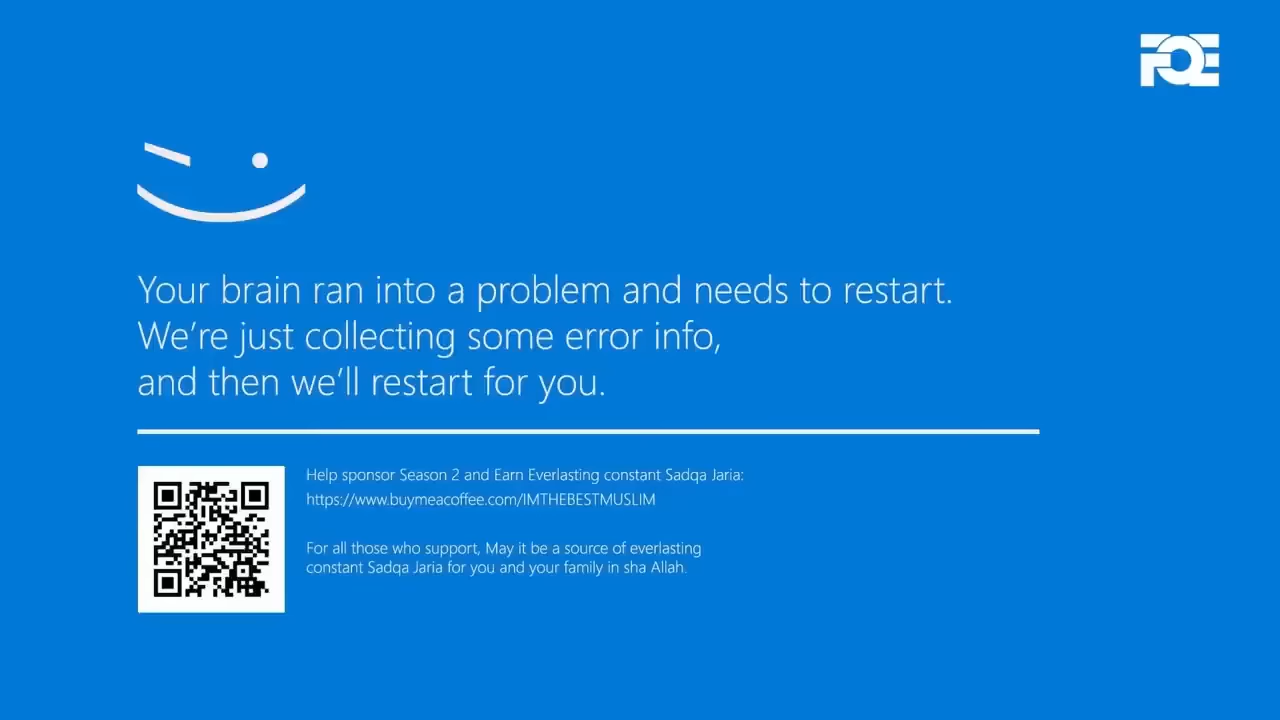 FQE
Your brain ran into a problem and needs to restart.
We're just collecting some error info,
and then we'll restart for you.
Help sponsor Season 2 and Earn Everlasting constant Sadqa Jaria:
https://www.buymeacoffee.com/IMTHEBESTMUSLIM
For all those who support, May it be a source of everlasting
constant Sadqa Jaria for you and your family in sha Allah.